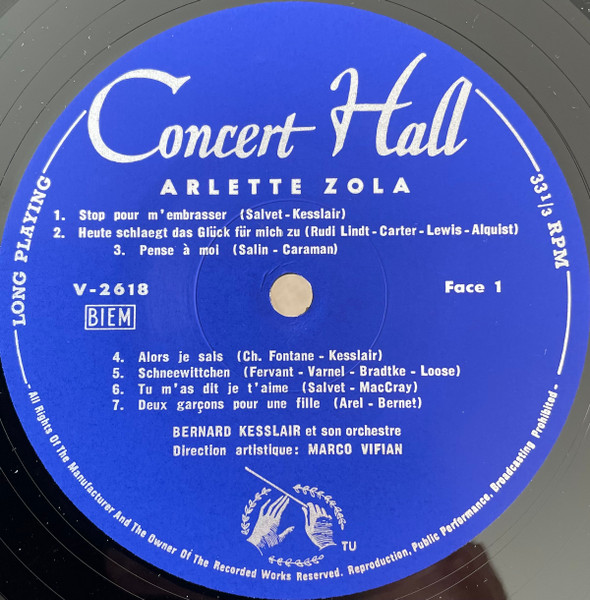 Concert Hall
ARLETTE ZOLA
1. Stop pour m'embrasser (Salvet - Kesslair)
2. Heute schlaegt das Glück für mich zu (Rudi Lindt - Carter - Lewis - Alquist)
3. Pense à moi (Salin - Caraman)
LONG PLAYING
33 1/3 RPM
V-2618
Face 1
BIEM
4. Alors je sais (Ch. Fontane - Kesslair)
5. Schneewittchen (Fervant - Varnel - Bradtke - Loose)
6. Tu m'as dit je t'aime (Salvet - MacCray)
7. Deux garçons pour une fille (Arel - Bernet)
BERNARD KESSLAIR et son orchestre
Direction artistique: MARCO VIFIAN
TU
- All Rights Of The Manufacturer And The Owner Of The Recorded Works Reserved. Reproduction, Public Performance, Broadcasting Prohibited -